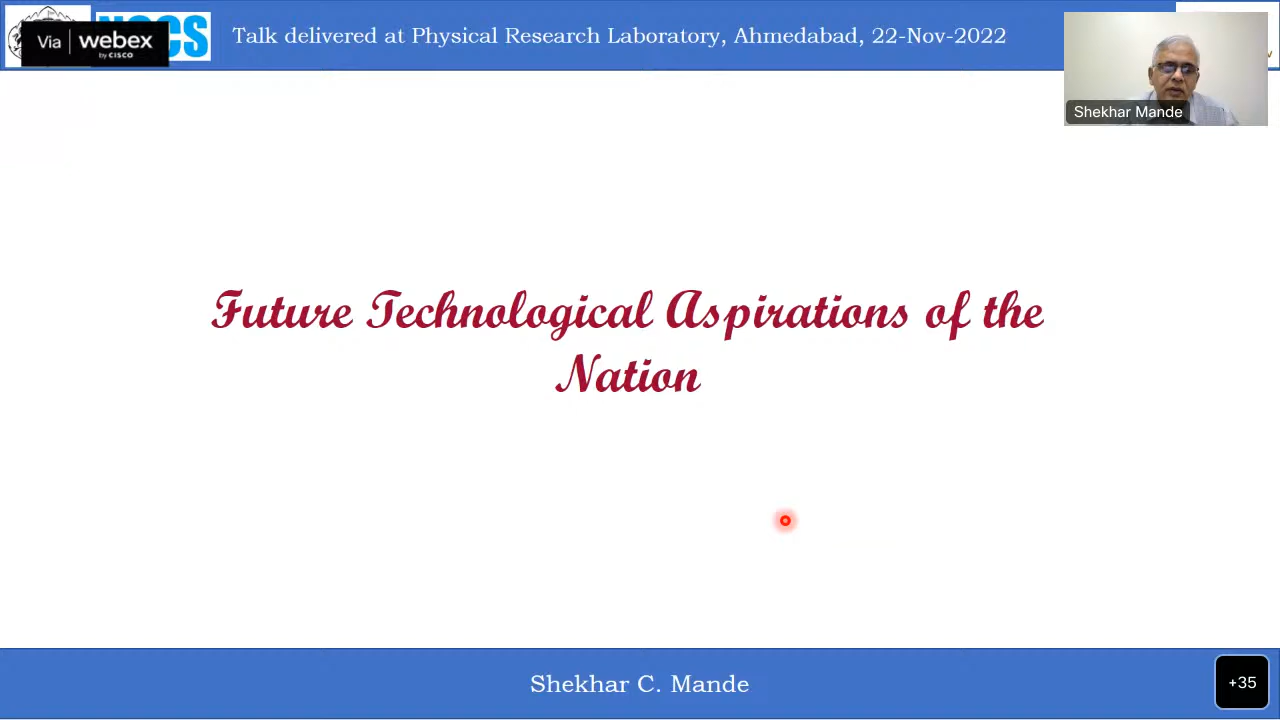 Via webex
by CISCO
Talk delivered at Physical Research Laboratory, Ahmedabad, 22-Nov-2022
Shekhar Mande
Future Technological Aspirations of the
Nation
Shekhar C. Mande
+35